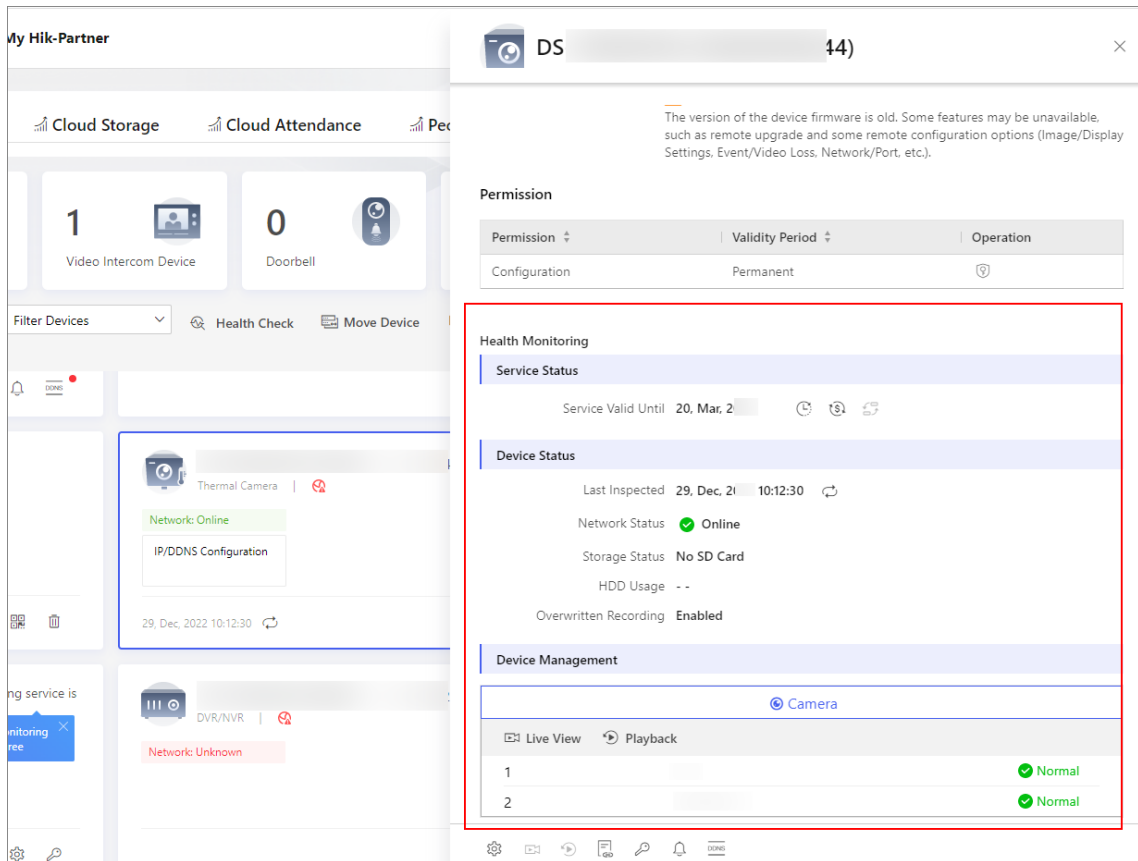 My Hik-Partner
Cloud Storage
Cloud Attendance
1
Video Intercom Device
0
Doorbell
Filter Devices
Health Check
Move Device
DDNS
Thermal Camera
Network: Online
IP/DDNS Configuration
29, Dec, 2022 10:12:30
ng service is
nitoring
ree
DVR/NVR
Network: Unknown
DS
44)
The version of the device firmware is old. Some features may be unavailable,
such as remote upgrade and some remote configuration options (Image/Display
Settings, Event/Video Loss, Network/Port, etc.).
Permission
Permission Validity Period Operation
Configuration Permanent
Health Monitoring
Service Status
Service Valid Until 20, Mar, 2
Device Status
Last Inspected 29, Dec, 2 10:12:30
Network Status Online
Storage Status No SD Card
HDD Usage - -
Overwritten Recording Enabled
Device Management
Camera
Live View Playback
1 Normal
2 Normal
DDNS